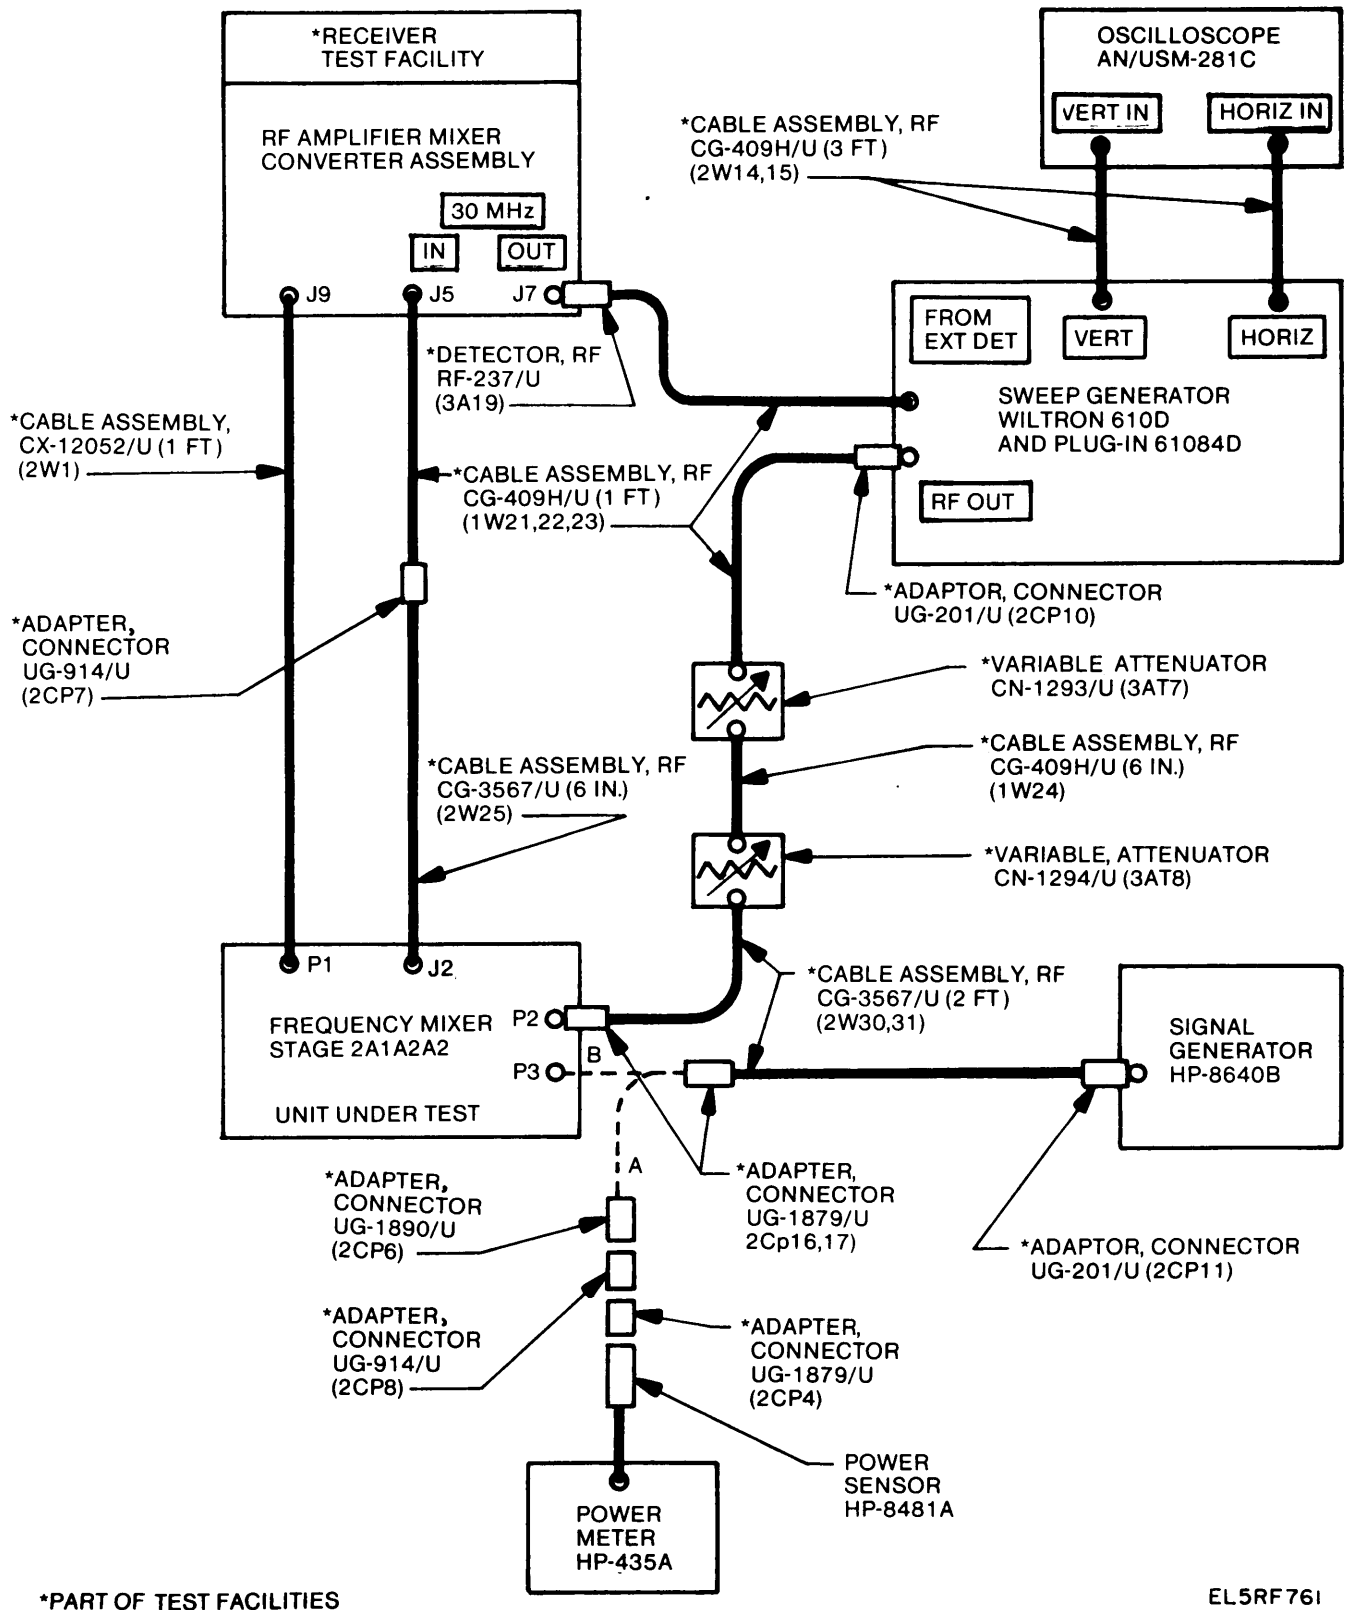 *RECEIVER
TEST FACILITY
RF AMPLIFIER MIXER
CONVERTER ASSEMBLY
30 MHz
IN
OUT
J9
J5
J7
OSCILLOSCOPE
AN/USM-281C
VERT IN
HORIZ IN
*CABLE ASSEMBLY, RF
CG-409H/U (3 FT)
(2W14,15)
FROM
EXT DET
VERT
HORIZ
SWEEP GENERATOR
WILTRON 610D
AND PLUG-IN 61084D
RF OUT
*DETECTOR, RF
RF-237/U
(3A19)
*CABLE ASSEMBLY,
CX-12052/U (1 FT)
(2W1)
*CABLE ASSEMBLY, RF
CG-409H/U (1 FT)
(1W21,22,23)
*ADAPTOR, CONNECTOR
UG-201/U (2CP10)
*ADAPTER,
CONNECTOR
UG-914/U
(2CP7)
*VARIABLE ATTENUATOR
CN-1293/U (3AT7)
*CABLE ASSEMBLY, RF
CG-409H/U (6 IN.)
(1W24)
*CABLE ASSEMBLY, RF
CG-3567/U (6 IN.)
(2W25)
*VARIABLE, ATTENUATOR
CN-1294/U (3AT8)
P1
J2
P2
P3
FREQUENCY MIXER
STAGE 2A1A2A2
UNIT UNDER TEST
B
A
*CABLE ASSEMBLY, RF
CG-3567/U (2 FT)
(2W30,31)
SIGNAL
GENERATOR
HP-8640B
*ADAPTER,
CONNECTOR
UG-1890/U
(2CP6)
*ADAPTER,
CONNECTOR
UG-1879/U
2Cp16,17)
*ADAPTOR, CONNECTOR
UG-201/U (2CP11)
*ADAPTER,
CONNECTOR
UG-914/U
(2CP8)
*ADAPTER,
CONNECTOR
UG-1879/U
(2CP4)
POWER
SENSOR
HP-8481A
POWER
METER
HP-435A
*PART OF TEST FACILITIES
EL5RF761